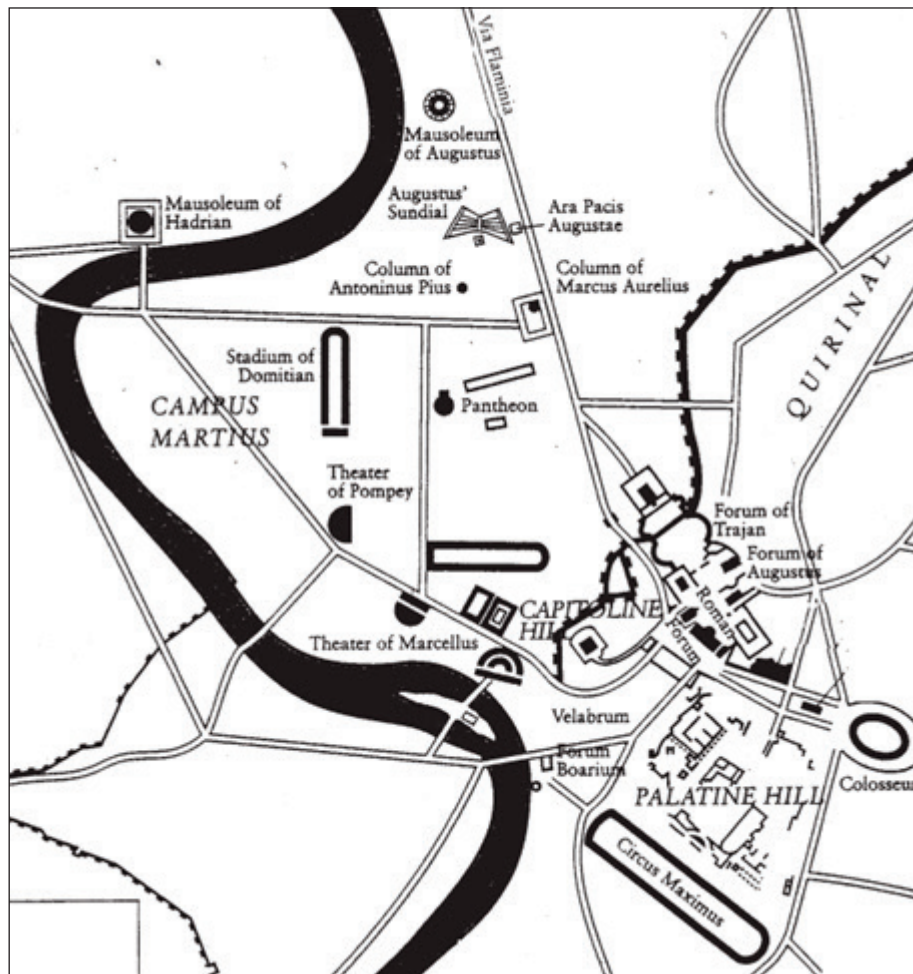 Via Flaminia
Mausoleum
of Augustus
Mausoleum of
Hadrian
Augustus'
Sundial
Ara Pacis
Augustae
Column of
Antoninus Pius
Column of
Marcus Aurelius
QUIRINAL
Stadium of
Domitian
CAMPUS
MARTIUS
Pantheon
Theater
of Pompey
Forum of
Trajan
Forum of
Augustus
Roman
Forum
CAPITOLINE
HILL
Theater of Marcellus
Velabrum
Forum
Boarium
PALATINE HILL
Colosseu
Circus Maximus